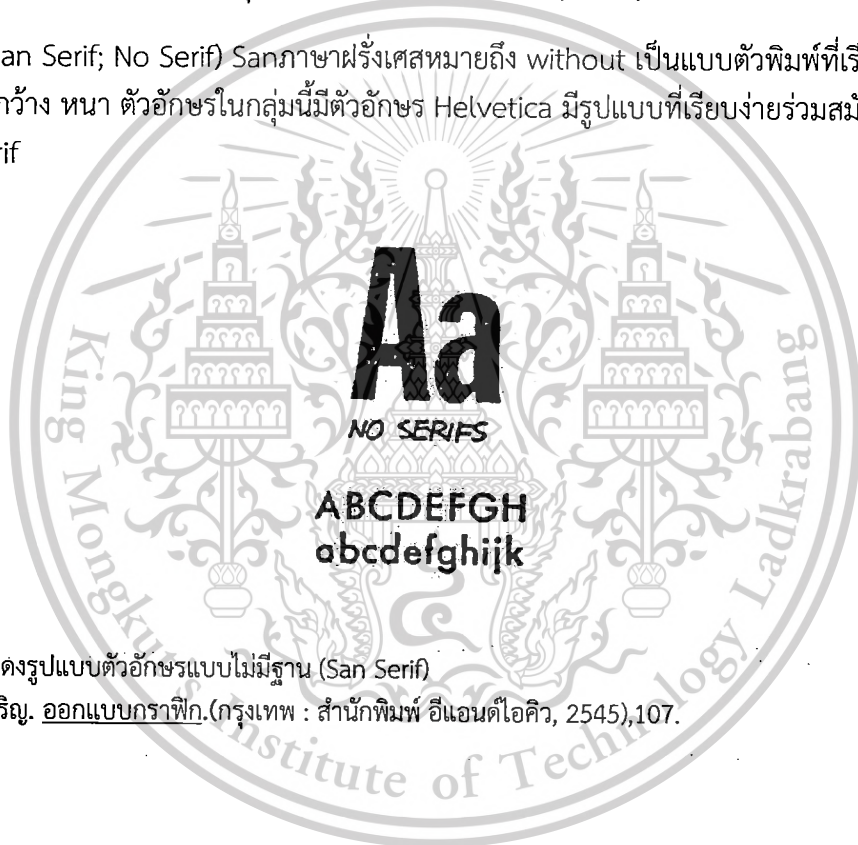 an Serif; No Serif) Sanภาษาฝรั่งเศสหมายถึง without เป็นแบบตัวพิมพ์ที่เรี
กว้าง หนา ตัวอักษรในกลุ่มนี้มีตัวอักษร Helvetica มีรูปแบบที่เรียบง่ายร่วมสมั
rif
Aa
NO SERIFS
ABCDEFGH
abcdefghijk
ดงรูปแบบตัวอักษรแบบไม่มีฐาน (San Serif)
ริญ. ออกแบบกราฟิก.(กรุงเทพ : สำนักพิมพ์ อีแอนด์ไอคิว, 2545),107.
King Mongkut's Institute of Technology Ladkrabang